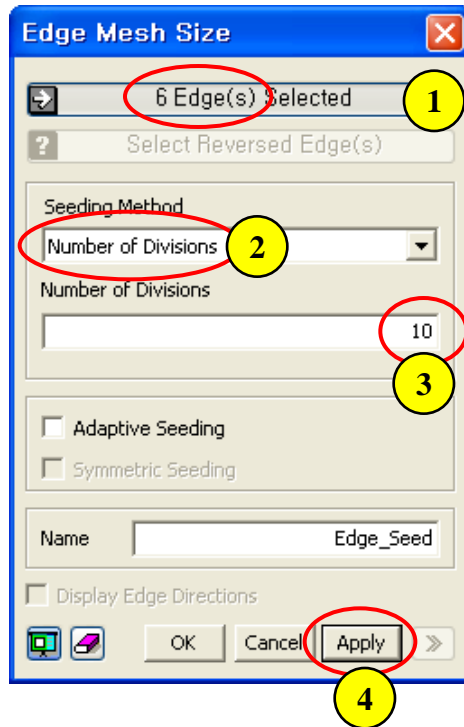 Edge Mesh Size
6 Edge(s) Selected
1
? Select Reversed Edge(s)
Seeding Method
Number of Divisions
2
Number of Divisions
10
3
Adaptive Seeding
Symmetric Seeding
Name Edge_Seed
Display Edge Directions
OK Cancel Apply
4